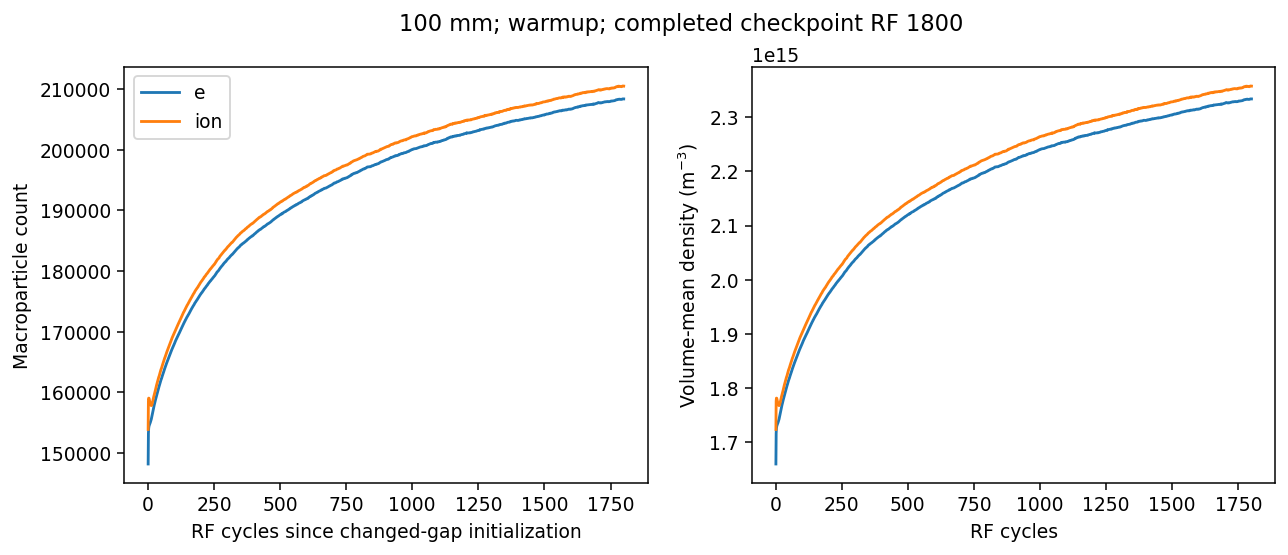 100 mm; warmup; completed checkpoint RF 1800
e
ion
Macroparticle count
210000
200000
190000
180000
170000
160000
150000
0 250 500 750 1000 1250 1500 1750
RF cycles since changed-gap initialization
1e15
Volume-mean density (m⁻³)
2.3
2.2
2.1
2.0
1.9
1.8
1.7
0 250 500 750 1000 1250 1500 1750
RF cycles